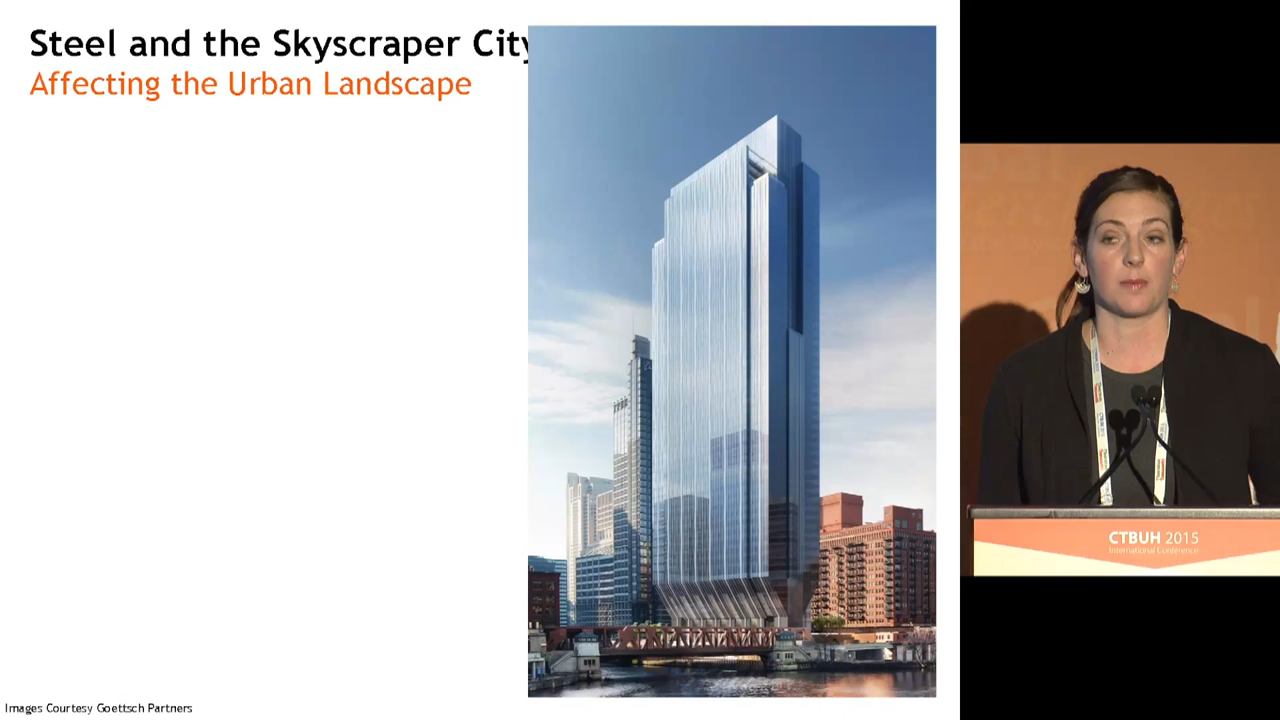 Steel and the Skyscraper City
Affecting the Urban Landscape
CTBUH 2015
International Conference
Images Courtesy Goettsch Partners